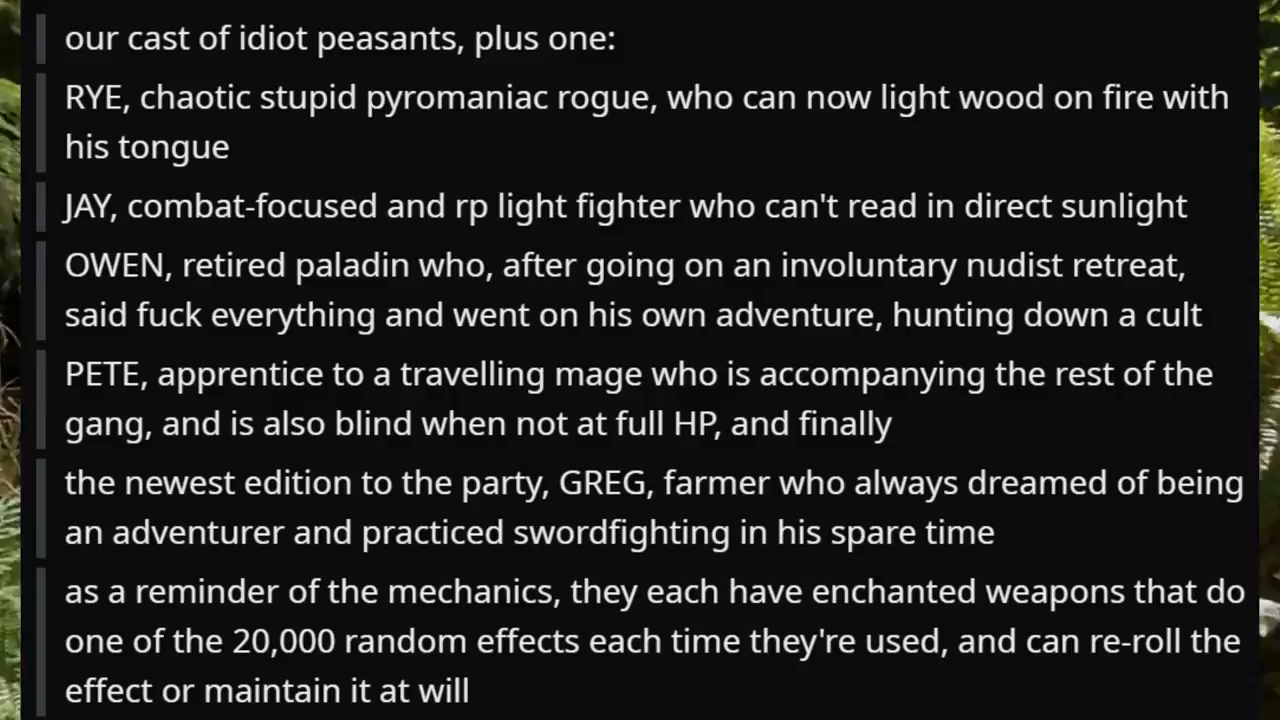 our cast of idiot peasants, plus one:
RYE, chaotic stupid pyromaniac rogue, who can now light wood on fire with
his tongue
JAY, combat-focused and rp light fighter who can't read in direct sunlight
OWEN, retired paladin who, after going on an involuntary nudist retreat,
said fuck everything and went on his own adventure, hunting down a cult
PETE, apprentice to a travelling mage who is accompanying the rest of the
gang, and is also blind when not at full HP, and finally
the newest edition to the party, GREG, farmer who always dreamed of being
an adventurer and practiced swordfighting in his spare time
as a reminder of the mechanics, they each have enchanted weapons that do
one of the 20,000 random effects each time they're used, and can re-roll the
effect or maintain it at will